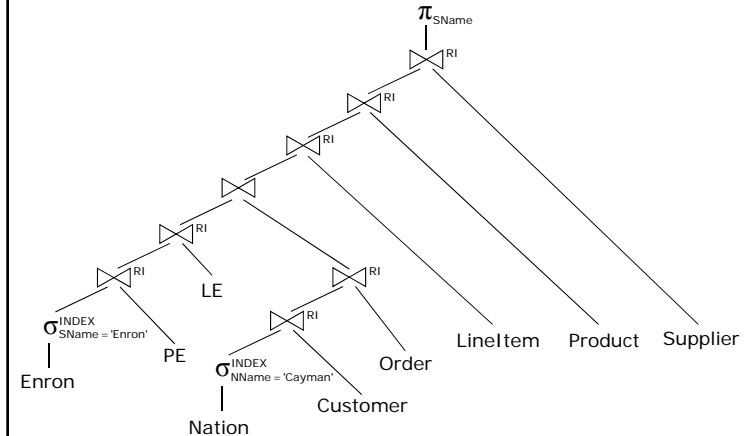 π SName
RI
RI
RI
RI
RI
LE
RI
RI
σ INDEX SName = 'Enron'
PE
σ INDEX NName = 'Cayman'
Order
LineItem
Product
Supplier
Enron
Customer
Nation